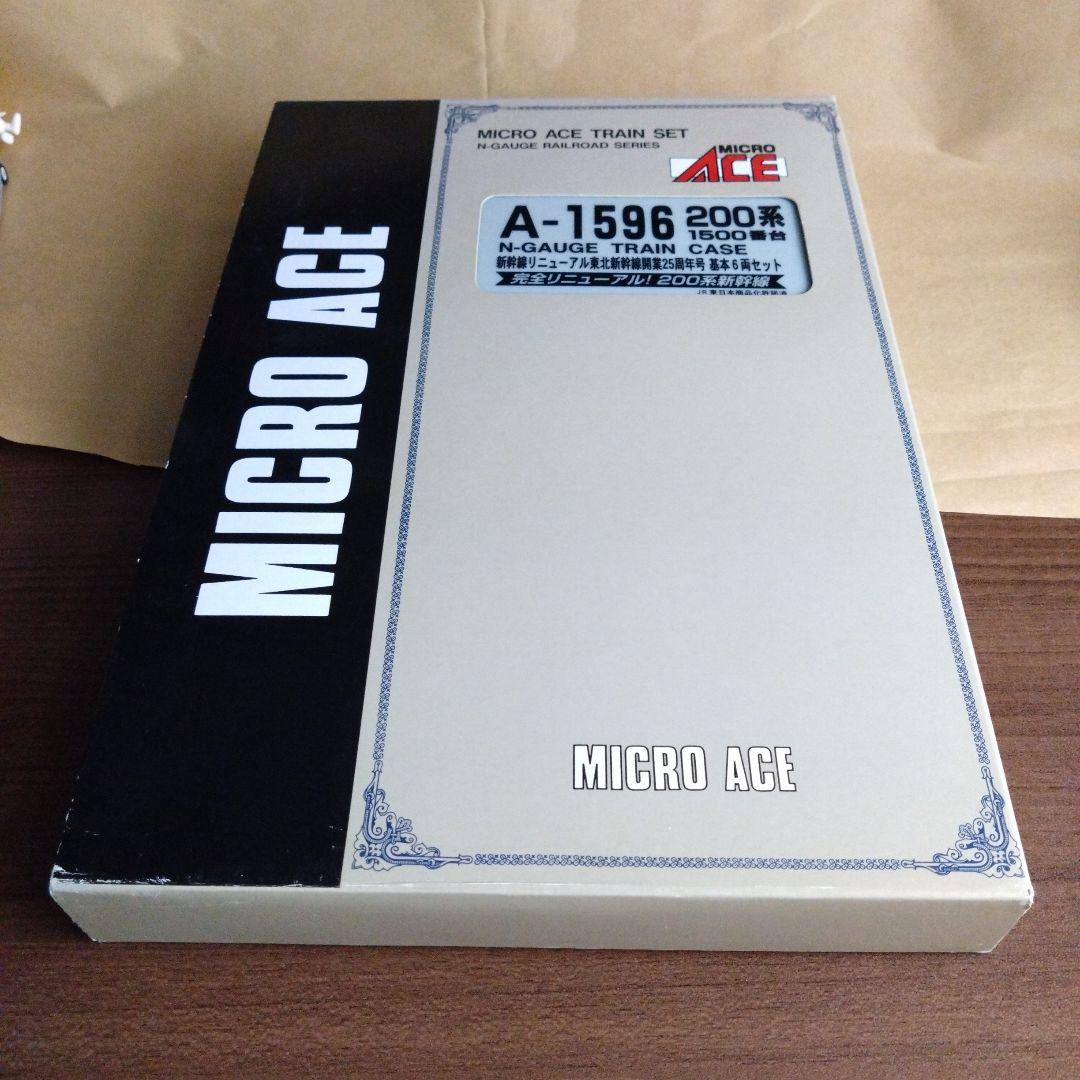 MICRO ACE TRAIN SET
N-GAUGE RAILROAD SERIES
MICRO
ACE
A-1596 200系
1500番台
N-GAUGE TRAIN CASE
新幹線リニューアル東北新幹線開業25周年号 基本6両セット
完全リニューアル! 200系新幹線
JR東日本商品化許諾済
MICRO ACE
MICRO ACE